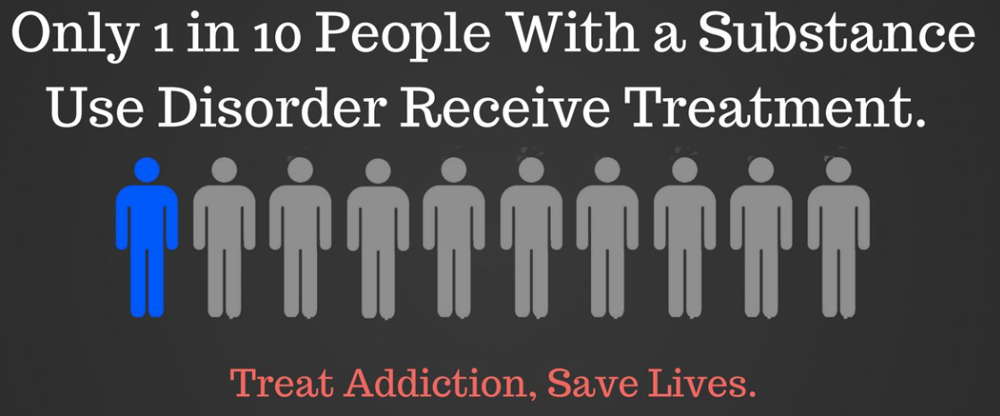 Only 1 in 10 People With a Substance
Use Disorder Receive Treatment.
Treat Addiction, Save Lives.